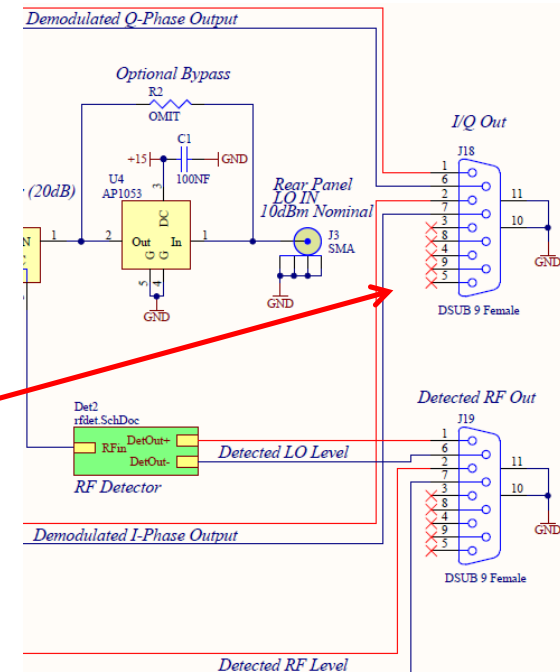 Demodulated Q-Phase Output
Optional Bypass
R2
OMIT
I/Q Out
J18
C1
+15
GND
100NF
U4
AP1053
3
DC
(20dB)
Rear Panel
LO IN
10dBm Nominal
J3
SMA
1
2
Out
In
1
G
G
5
4
GND
GND
1
6
2
7
3
8
4
9
5
11
10
GND
DSUB 9 Female
Detected RF Out
J19
Det2
rfdet.SchDoc
RFin
DetOut+
DetOut-
RF Detector
Detected LO Level
1
6
2
7
3
8
4
9
5
11
10
GND
DSUB 9 Female
Demodulated I-Phase Output
Detected RF Level